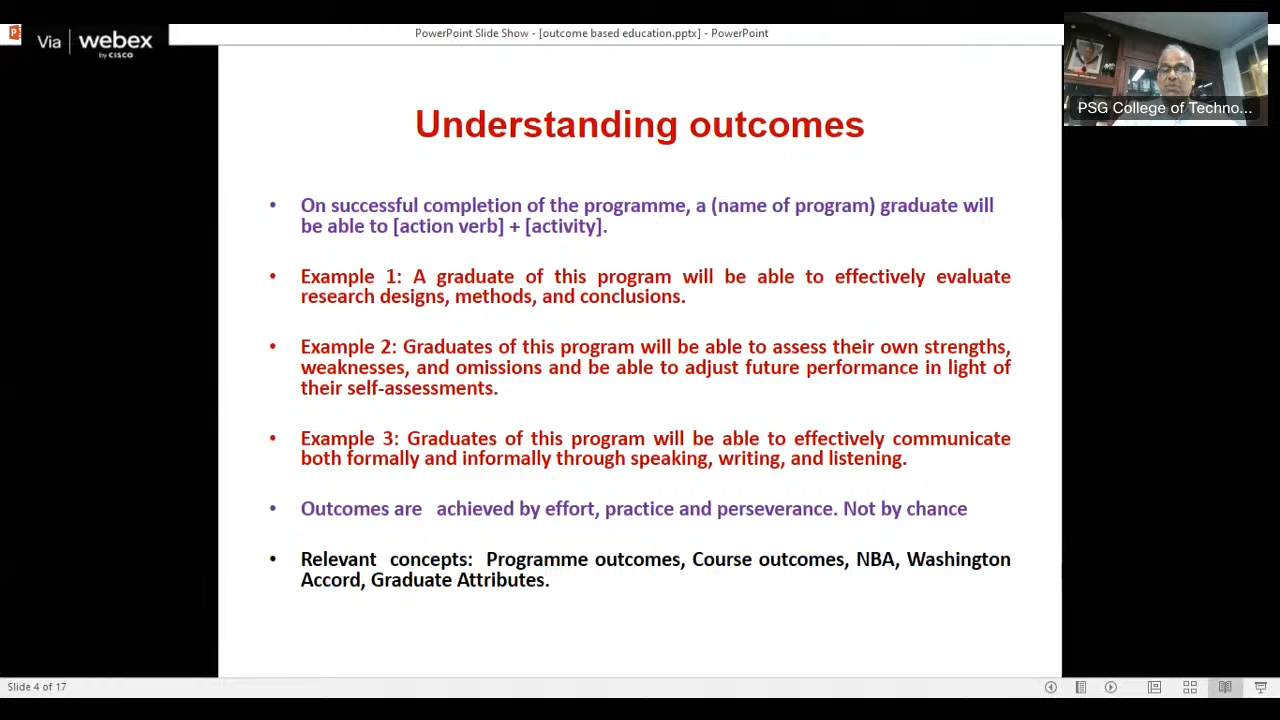 PowerPoint Slide Show - [outcome based education.pptx] - PowerPoint
Via webex
by CISCO
PSG College of Techno...
Understanding outcomes
• On successful completion of the programme, a (name of program) graduate will
be able to [action verb] + [activity].
• Example 1: A graduate of this program will be able to effectively evaluate
research designs, methods, and conclusions.
• Example 2: Graduates of this program will be able to assess their own strengths,
weaknesses, and omissions and be able to adjust future performance in light of
their self-assessments.
• Example 3: Graduates of this program will be able to effectively communicate
both formally and informally through speaking, writing, and listening.
• Outcomes are achieved by effort, practice and perseverance. Not by chance
• Relevant concepts: Programme outcomes, Course outcomes, NBA, Washington
Accord, Graduate Attributes.
Slide 4 of 17